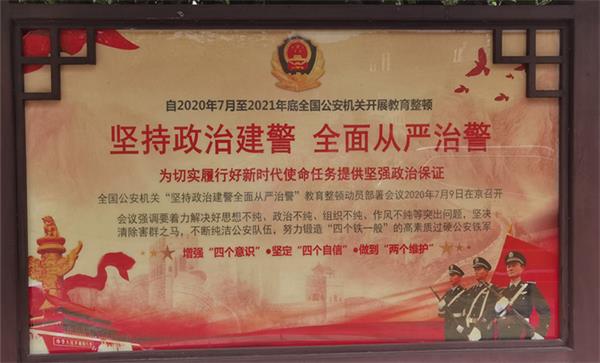 自2020年7月至2021年底全国公安机关开展教育整顿
坚持政治建警 全面从严治警
为切实履行好新时代使命任务提供坚强政治保证
全国公安机关“坚持政治建警全面从严治警”教育整顿动员部署会议2020年7月9日在京召开
会议强调要着力解决好思想不纯、政治不纯、组织不纯、作风不纯等突出问题，坚决
清除害群之马，不断纯洁公安队伍，努力锻造“四个铁一般”的高素质过硬公安铁军
增强“四个意识”●坚定“四个自信”●做到“两个维护”